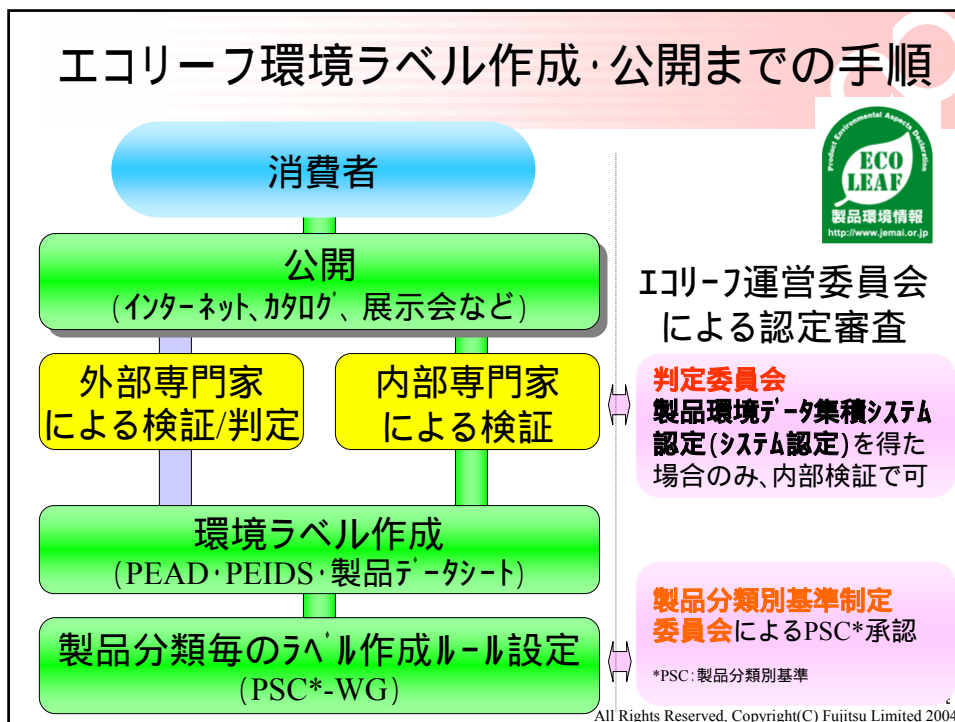 エコリーフ環境ラベル作成・公開までの手順
Product Environmental Aspects Declaration
ECO
LEAF
製品環境情報
http://www.jemai.or.jp
消費者
公開
(インターネット、カタログ、展示会など)
エコリーフ運営委員会
による認定審査
外部専門家
による検証/判定
内部専門家
による検証
判定委員会
製品環境データ集積システム
認定(システム認定)を得た
場合のみ、内部検証で可
環境ラベル作成
(PEAD・PEIDS・製品データシート)
製品分類別基準制定
委員会によるPSC*承認
*PSC:製品分類別基準
製品分類毎のラベル作成ルール設定
(PSC*-WG)
All Rights Reserved, Copyright(C) Fujitsu Limited 2004